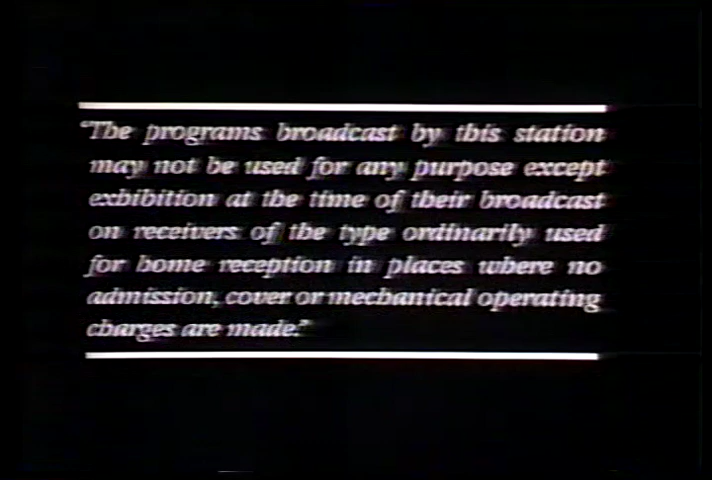 "The programs broadcast by this station
may not be used for any purpose except
exhibition at the time of their broadcast
on receivers of the type ordinarily used
for home reception in places where no
admission, cover or mechanical operating
charges are made."